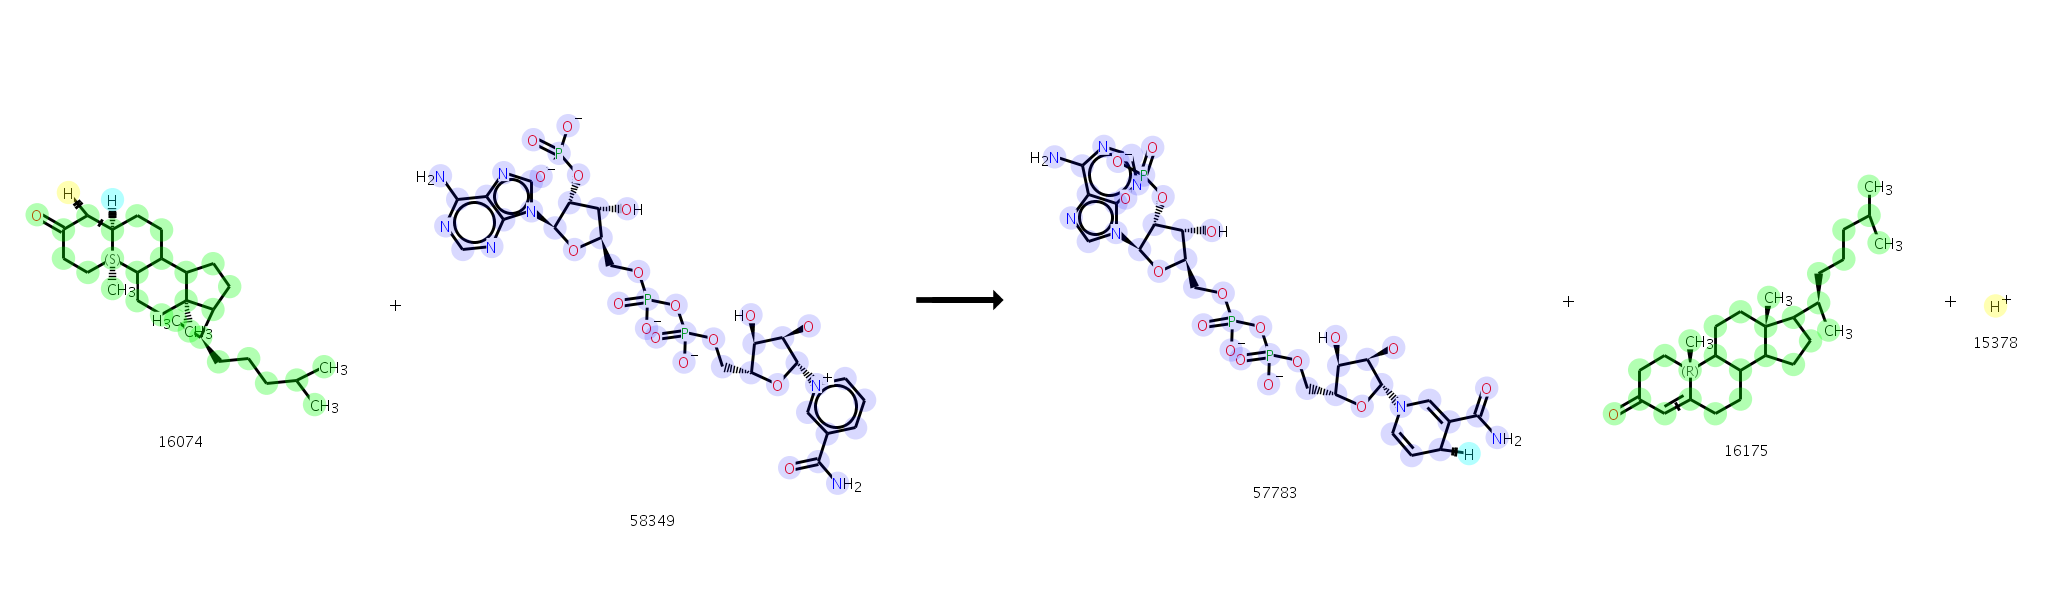 H
H
O
(S)
CH3
H3C
CH3
CH3
CH3
16074
+
H2N
N
N
N
N
O
P
O−
O−
O
OH
O
O
O
P
O−
O
O
P
O−
O
HO
O
O
N+
O
NH2
58349
H2N
N
N
N
N
O−
P
O
O
O
OH
O
O
O
P
O−
O
O
P
O−
O
HO
O
O
N
O
NH2
H
57783
+
CH3
CH3
CH3
CH3
CH3
(R)
O
16175
+
H+
15378